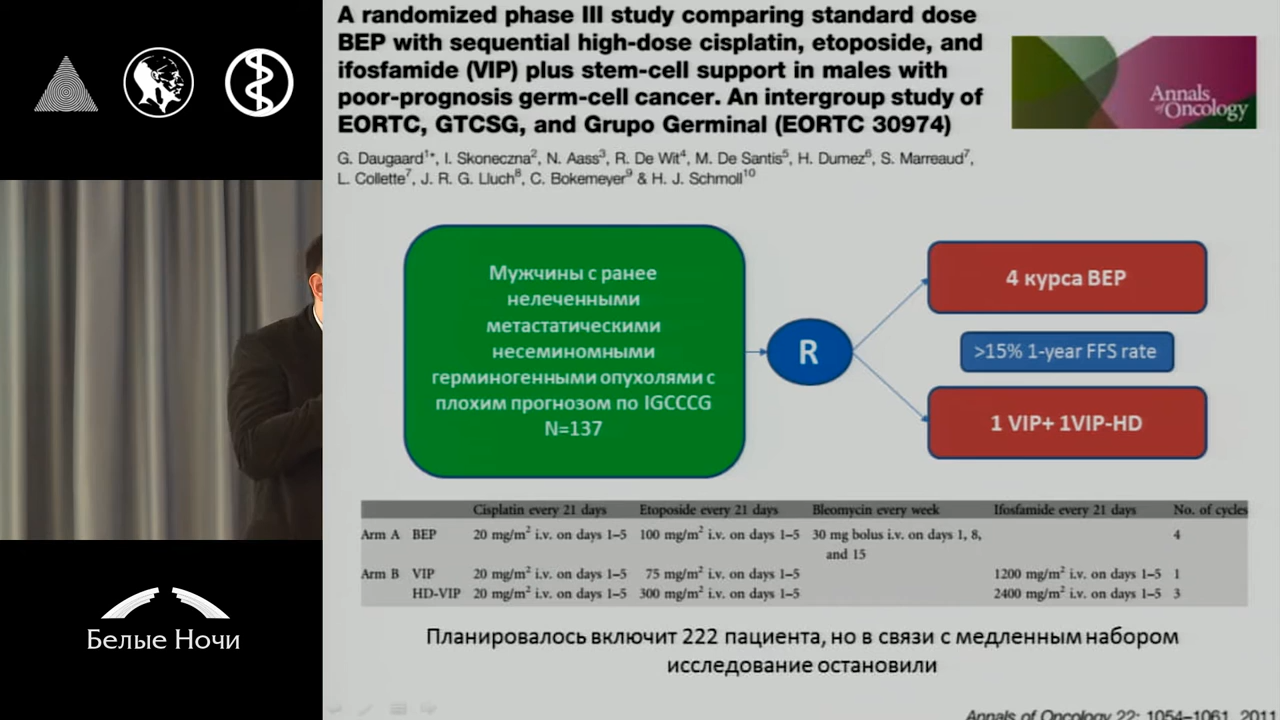 A randomized phase III study comparing standard dose
BEP with sequential high-dose cisplatin, etoposide, and
ifosfamide (VIP) plus stem-cell support in males with
poor-prognosis germ-cell cancer. An intergroup study of
EORTC, GTCSG, and Grupo Germinal (EORTC 30974)
Annals
of Oncology
G. Daugaard1*, I. Skoneczna2, N. Aass3, R. De Wit4, M. De Santis5, H. Dumez6, S. Marreaud7,
L. Collette7, J. R. G. Lluch8, C. Bokemeyer9 & H. J. Schmoll10
Мужчины с ранее
нелеченными
метастатическими
несеминомными
герминогенными опухолями с
плохим прогнозом по IGCCCG
N=137
R
4 курса BEP
>15% 1-year FFS rate
1 VIP+ 1VIP-HD
Cisplatin every 21 days Etoposide every 21 days Bleomycin every week Ifosfamide every 21 days No. of cycles
Arm A BEP 20 mg/m2 i.v. on days 1–5 100 mg/m2 i.v. on days 1–5 30 mg bolus i.v. on days 1, 8, 4
and 15
Arm B VIP 20 mg/m2 i.v. on days 1–5 75 mg/m2 i.v. on days 1–5 1200 mg/m2 i.v. on days 1–5 1
HD-VIP 20 mg/m2 i.v. on days 1–5 300 mg/m2 i.v. on days 1–5 2400 mg/m2 i.v. on days 1–5 3
Планировалось включит 222 пациента, но в связи с медленным набором
исследование остановили
Annals of Oncology 22: 1054–1061, 2011
Белые Ночи